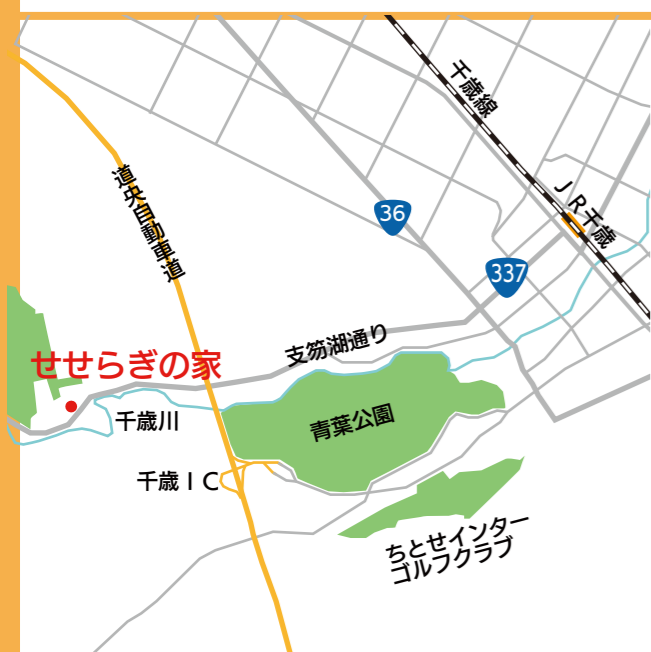 千歳線
道央自動車道
JR千歳
36
337
支笏湖通り
せせらぎの家
千歳川
青葉公園
千歳IC
ちとせインター
ゴルフクラブ